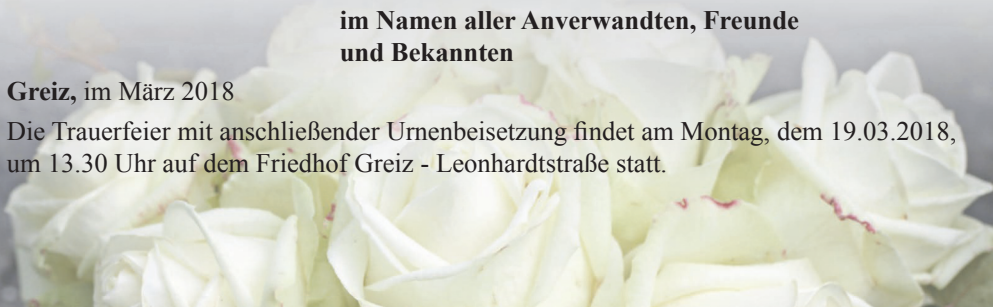 im Namen aller Anverwandten, Freunde
und Bekannten
Greiz, im März 2018
Die Trauerfeier mit anschließender Urnenbeisetzung findet am Montag, dem 19.03.2018,
um 13.30 Uhr auf dem Friedhof Greiz - Leonhardtstraße statt.